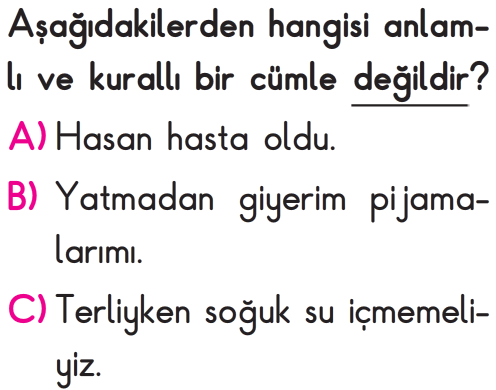 Aşağıdakilerden hangisi anlam-
lı ve kurallı bir cümle değildir?
A) Hasan hasta oldu.
B) Yatmadan giyerim pijama-
larımı.
C) Terliyken soğuk su içmemeli-
yiz.